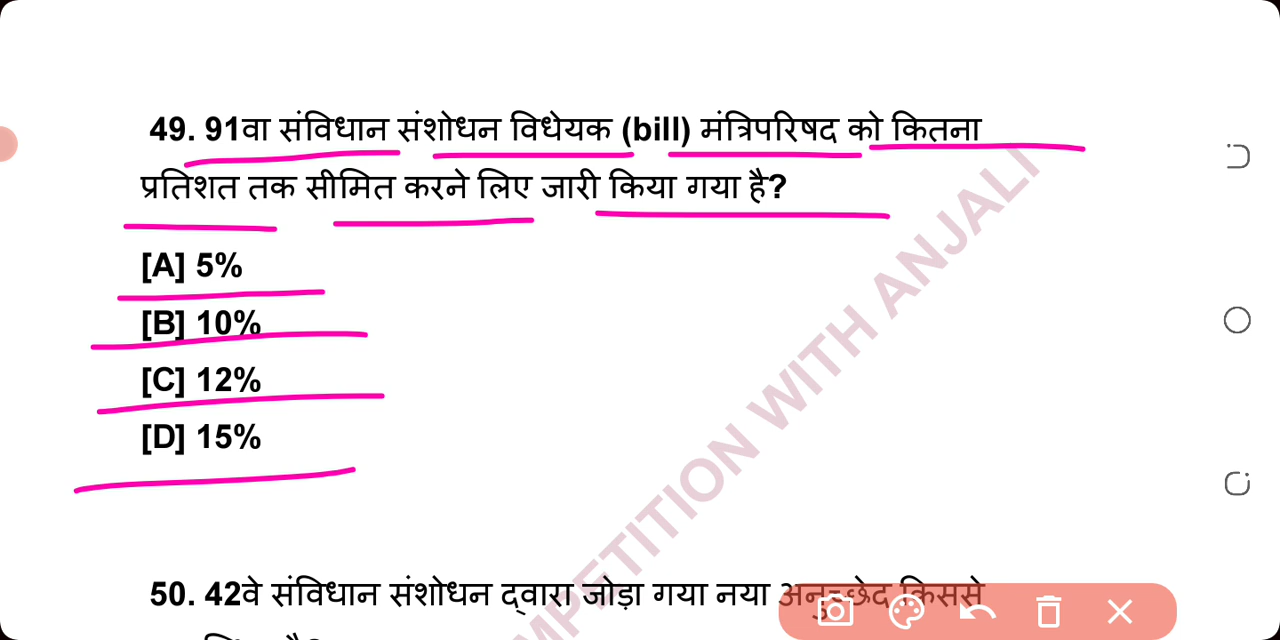 49. 91वा संविधान संशोधन विधेयक (bill) मंत्रिपरिषद को कितना
प्रतिशत तक सीमित करने लिए जारी किया गया है?
[A] 5%
[B] 10%
[C] 12%
[D] 15%
50. 42वे संविधान संशोधन द्वारा जोड़ा गया नया अनुच्छेद किससे
MPETITION WITH ANJALI